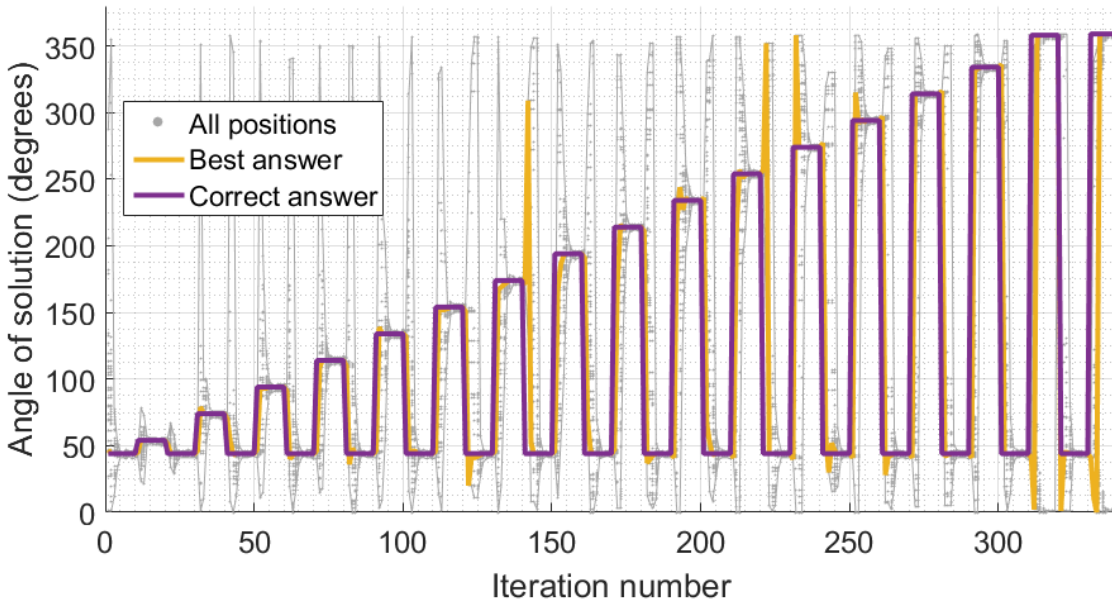 Angle of solution (degrees)
350
300
250
200
150
100
50
0
All positions
Best answer
Correct answer
0 50 100 150 200 250 300
Iteration number